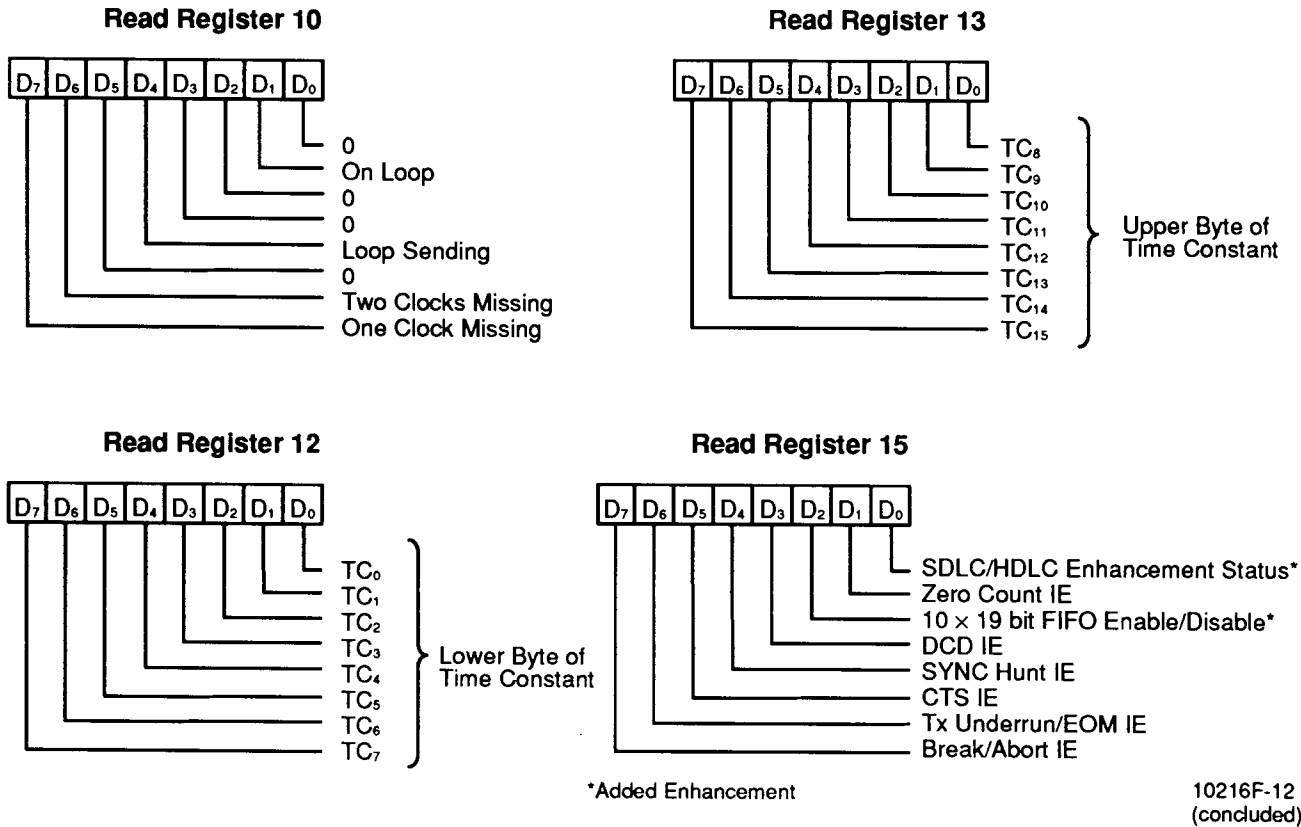 Read Register 10
D₇ D₆ D₅ D₄ D₃ D₂ D₁ D₀
0
On Loop
0
0
Loop Sending
0
Two Clocks Missing
One Clock Missing
Read Register 13
D₇ D₆ D₅ D₄ D₃ D₂ D₁ D₀
TC₈
TC₉
TC₁₀
TC₁₁
TC₁₂
TC₁₃
TC₁₄
TC₁₅
Upper Byte of
Time Constant
Read Register 12
D₇ D₆ D₅ D₄ D₃ D₂ D₁ D₀
TC₀
TC₁
TC₂
TC₃
TC₄
TC₅
TC₆
TC₇
Lower Byte of
Time Constant
Read Register 15
D₇ D₆ D₅ D₄ D₃ D₂ D₁ D₀
SDLC/HDLC Enhancement Status*
Zero Count IE
10 × 19 bit FIFO Enable/Disable*
DCD IE
SYNC Hunt IE
CTS IE
Tx Underrun/EOM IE
Break/Abort IE
*Added Enhancement
10216F-12
(concluded)